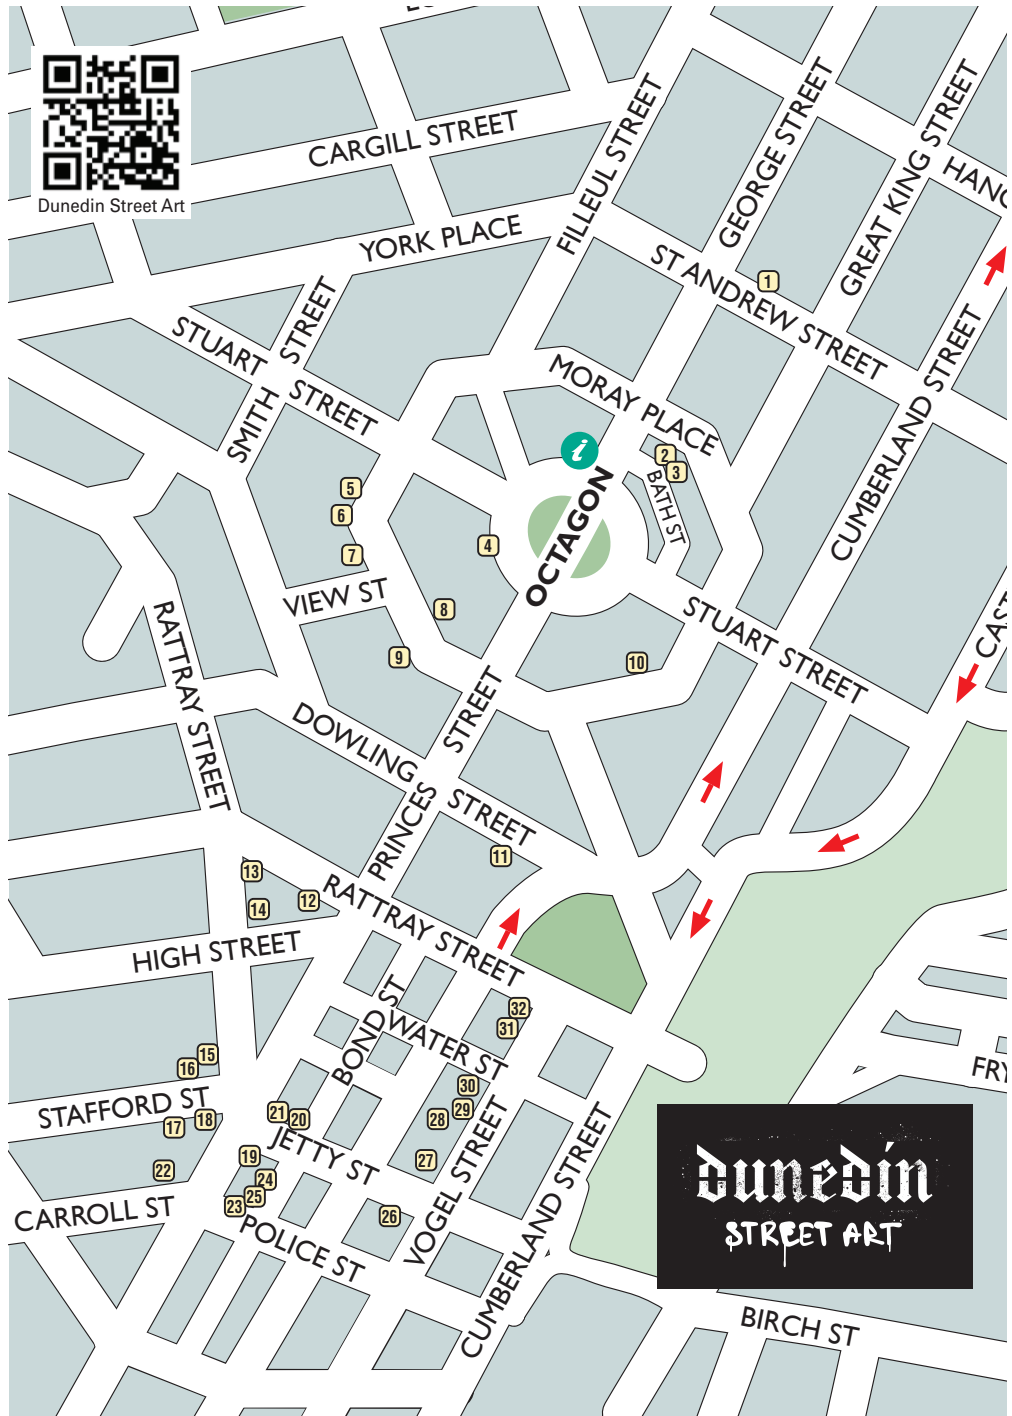 Dunedin Street Art
CARGILL STREET
YORK PLACE
FILLEUL STREET
GEORGE STREET
GREAT KING STREET
ST ANDREW STREET
1
STUART STREET
SMITH STREET
MORAY PLACE
CUMBERLAND STREET
i
2
3
BATH ST
OCTAGON
5
6
4
7
VIEW ST
8
9
10
STUART STREET
RATTRAY STREET
DOWLING STREET
PRINCES STREET
11
13
12
14
RATTRAY STREET
HIGH STREET
BOND ST
WATER ST
32
31
15
16
STAFFORD ST
30
29
28
27
21
20
17
18
JETTY ST
VOGEL STREET
CUMBERLAND STREET
19
22
24
25
23
26
CARROLL ST
POLICE ST
FRY
dunedin
STREET ART
BIRCH ST